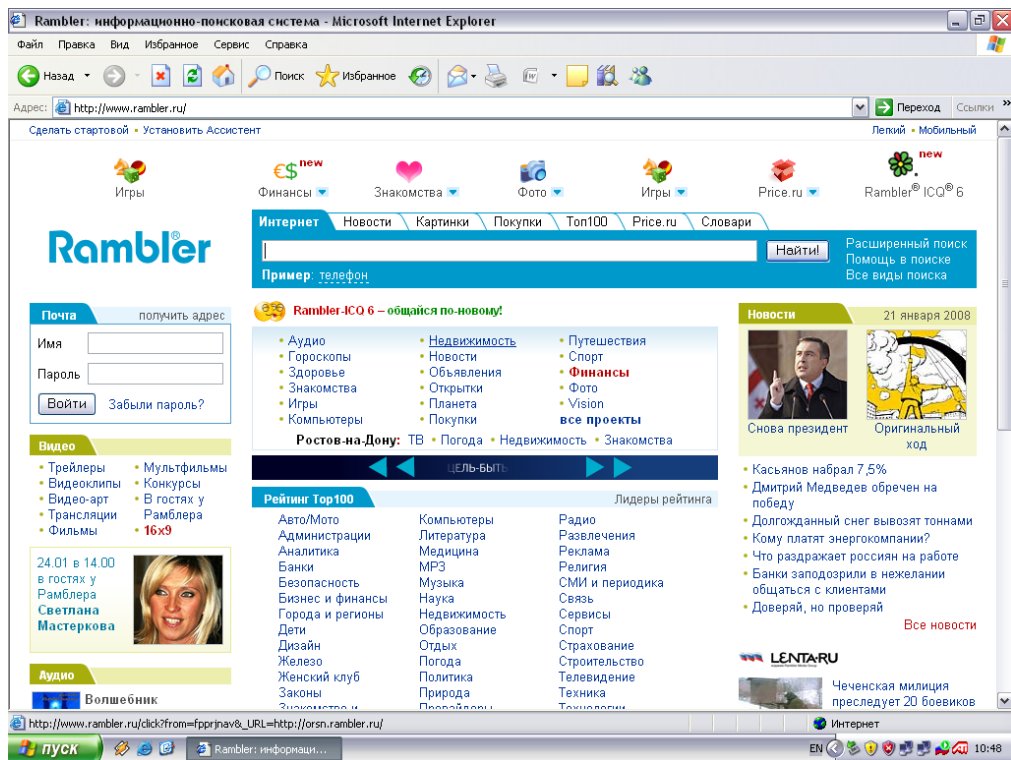 Rambler: информационно-поисковая система - Microsoft Internet Explorer
Файл Правка Вид Избранное Сервис Справка
Назад Поиск Избранное
Адрес: http://www.rambler.ru/ Переход Ссылки »
Сделать стартовой • Установить Ассистент Легкий • Мобильный
Игры
€$ new Финансы
Знакомства
Фото
Игры
Price.ru
new Rambler® ICQ® 6
Rambler®
Интернет Новости Картинки Покупки Топ100 Price.ru Словари
Найти!
Расширенный поиск
Помощь в поиске
Все виды поиска
Пример: телефон
Почта получить адрес
Имя
Пароль
Войти Забыли пароль?
Видео
• Трейлеры • Мультфильмы
• Видеоклипы • Конкурсы
• Видео-арт • В гостях у
• Трансляции Рамблера
• Фильмы • 16x9
24.01 в 14.00
в гостях у
Рамблера
Светлана
Мастеркова
Аудио
Волшебник
Rambler-ICQ 6 – общайся по-новому!
• Аудио • Недвижимость • Путешествия
• Гороскопы • Новости • Спорт
• Здоровье • Объявления • Финансы
• Знакомства • Открытки • Фото
• Игры • Планета • Vision
• Компьютеры • Покупки все проекты
Ростов-на-Дону: ТВ • Погода • Недвижимость • Знакомства
ЦЕЛЬ-БЫТЬ
Рейтинг Top100 Лидеры рейтинга
Авто/Мото Компьютеры Радио
Администрации Литература Развлечения
Аналитика Медицина Реклама
Банки MP3 Религия
Безопасность Музыка СМИ и периодика
Бизнес и финансы Наука Связь
Города и регионы Недвижимость Сервисы
Дети Образование Спорт
Дизайн Отдых Страхование
Железо Погода Строительство
Женский клуб Политика Телевидение
Законы Природа Техника
Знакомство и Провайдеры Технологии
Новости 21 января 2008
Снова президент
Оригинальный
ход
• Касьянов набрал 7,5%
• Дмитрий Медведев обречен на
победу
• Долгожданный снег вывозят тоннами
• Кому платят энергокомпании?
• Что раздражает россиян на работе
• Банки заподозрили в нежелании
общаться с клиентами
• Доверяй, но проверяй
Все новости
LENTA.RU
Чеченская милиция
преследует 20 боевиков
http://www.rambler.ru/click?from=fpprjnav&_URL=http://orsn.rambler.ru/ Интернет
пуск Rambler: информаци... EN 10:48